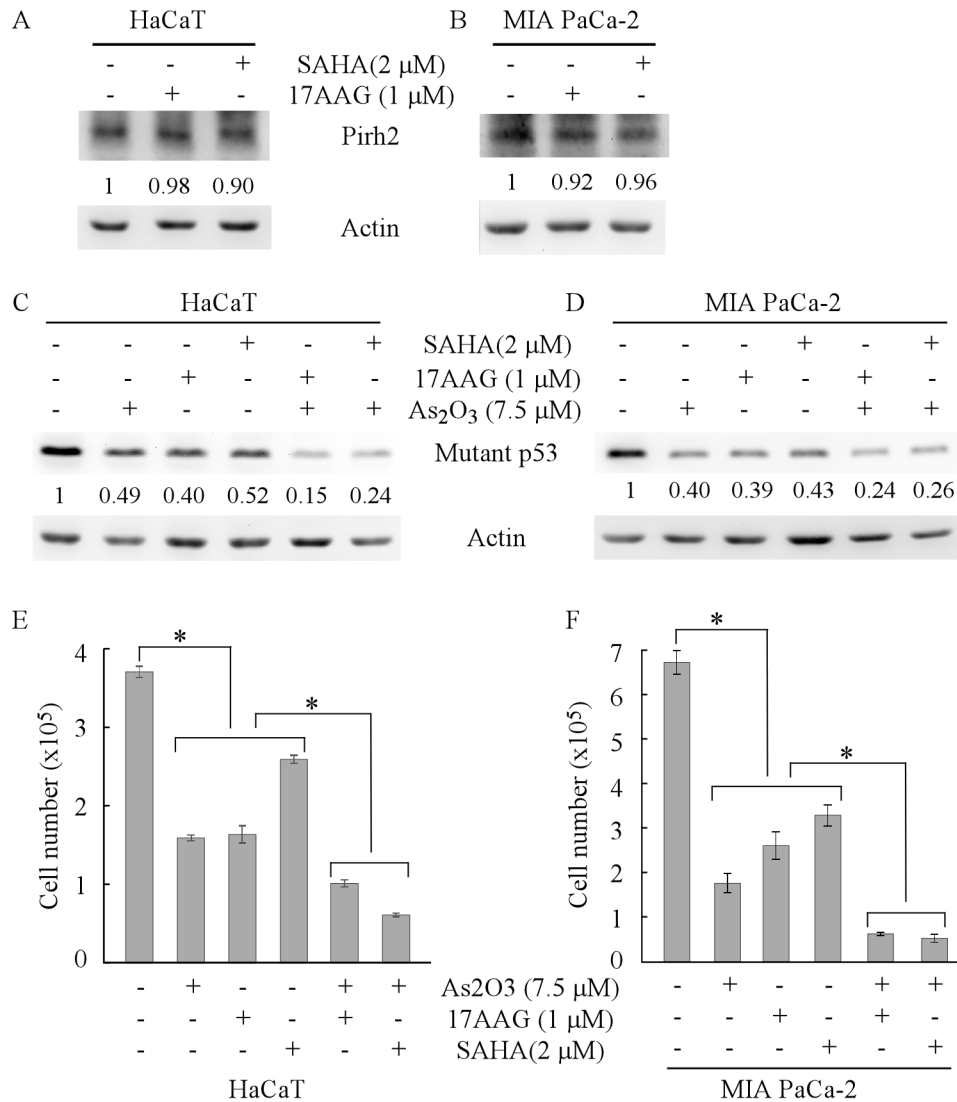 A
HaCaT
B
MIA PaCa-2
- - + SAHA(2 μM) - - +
- + - 17AAG (1 μM) - + -
Pirh2
1 0.98 0.90 1 0.92 0.96
Actin
C
HaCaT
D
MIA PaCa-2
- - - + - + SAHA(2 μM) - - - + - +
- - + - + - 17AAG (1 μM) - - + - + -
- + - - + + As₂O₃ (7.5 μM) - + - - + +
Mutant p53
1 0.49 0.40 0.52 0.15 0.24 1 0.40 0.39 0.43 0.24 0.26
Actin
E
Cell number (x10⁵)
4
3
2
1
0
*
*
F
Cell number (x10⁵)
7
6
5
4
3
2
1
0
*
*
- + - - + + As2O3 (7.5 μM) - + - - + +
- - + - + - 17AAG (1 μM) - - + - + -
- - - + - + SAHA(2 μM) - - - + - +
HaCaT
MIA PaCa-2